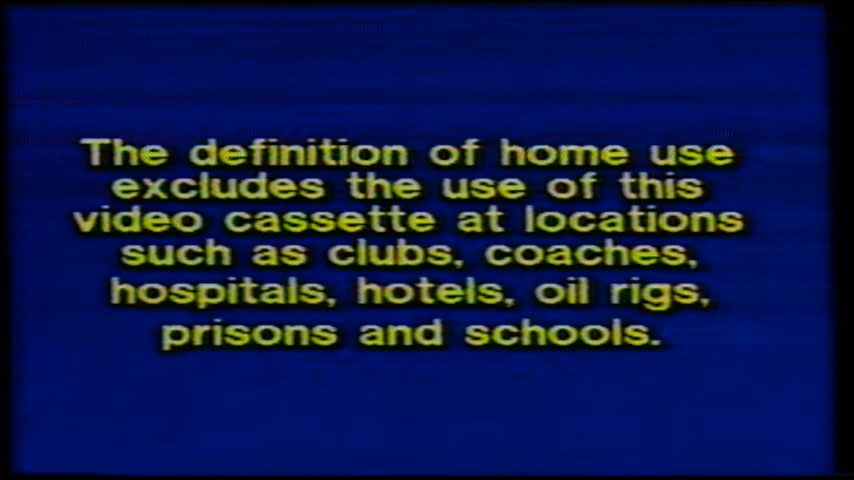 The definition of home use
excludes the use of this
video cassette at locations
such as clubs, coaches,
hospitals, hotels, oil rigs,
prisons and schools.